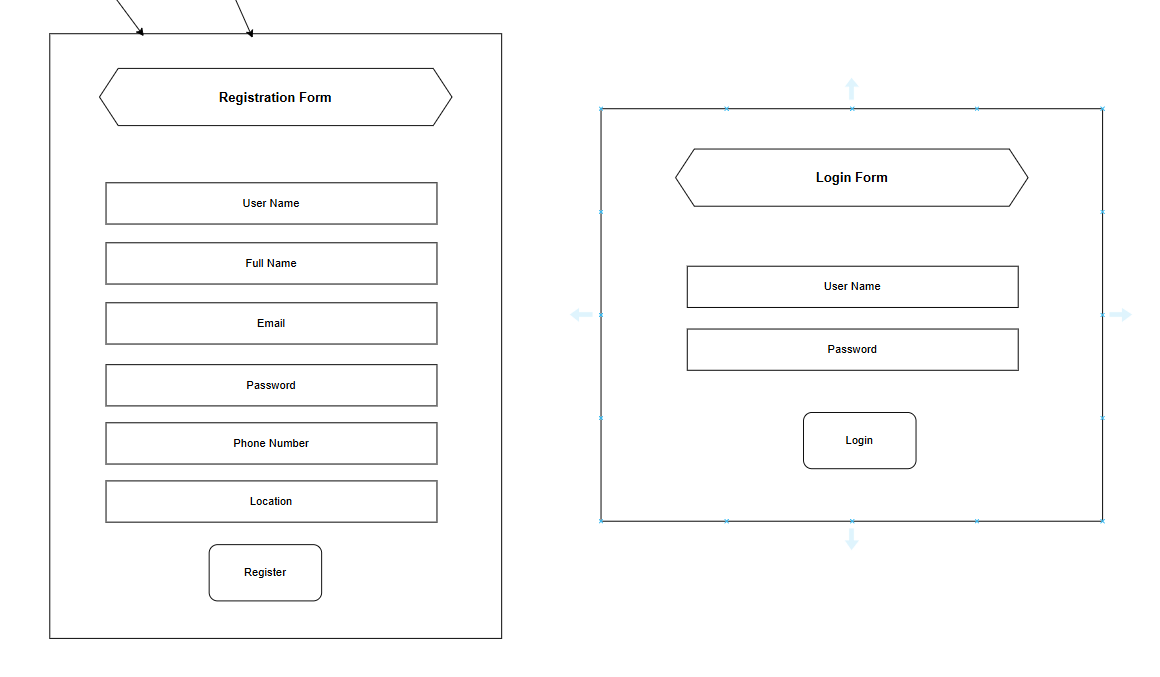 Registration Form
User Name
Full Name
Email
Password
Phone Number
Location
Register
Login Form
User Name
Password
Login